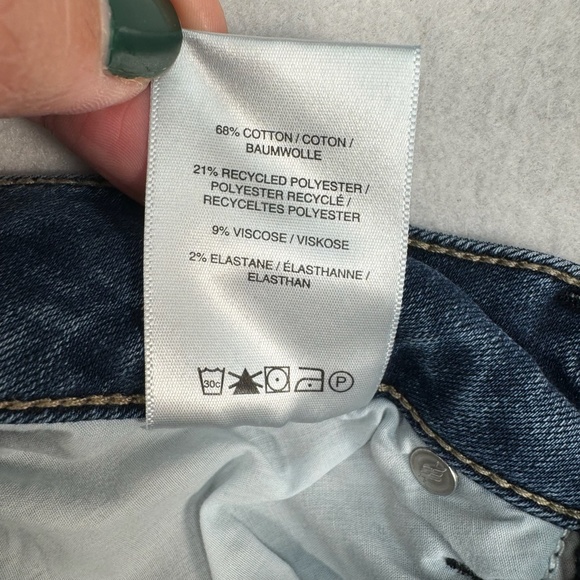 68% COTTON / COTON /
BAUMWOLLE
21% RECYCLED POLYESTER /
POLYESTER RECYCLÉ /
RECYCELTES POLYESTER
9% VISCOSE / VISKOSE
2% ELASTANE / ÉLASTHANNE /
ELASTHAN
30c P